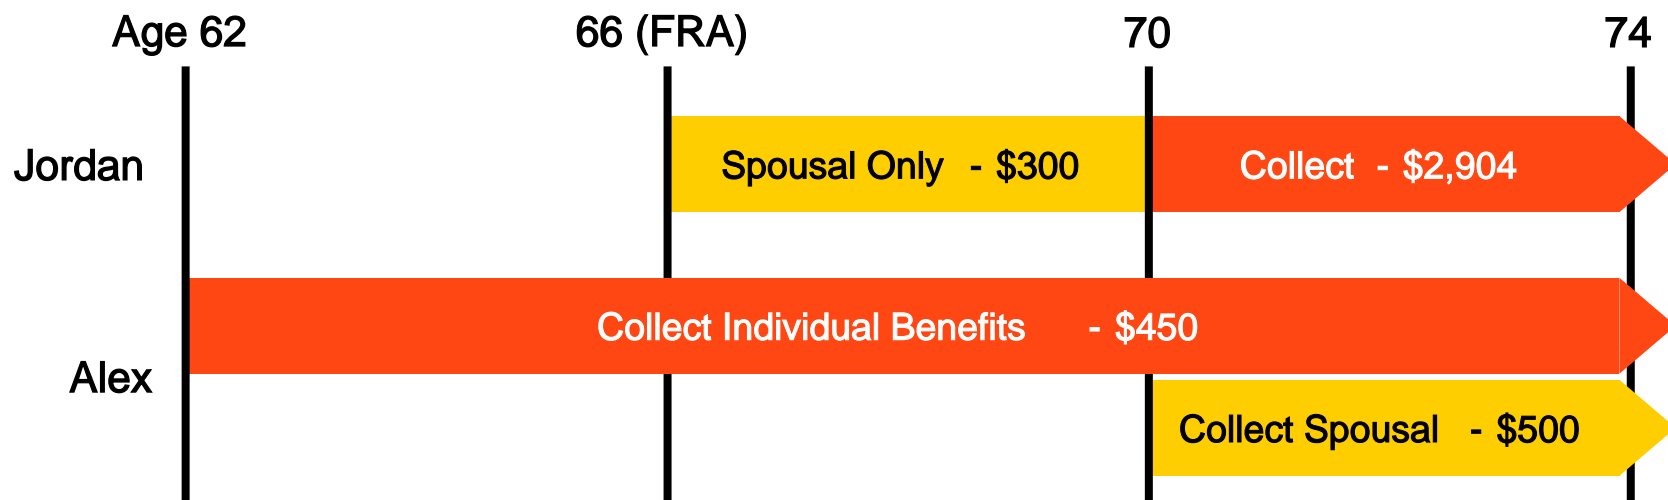 Age 62 66 (FRA) 70 74
Jordan Spousal Only - $300 Collect - $2,904
Collect Individual Benefits - $450
Alex
Collect Spousal - $500